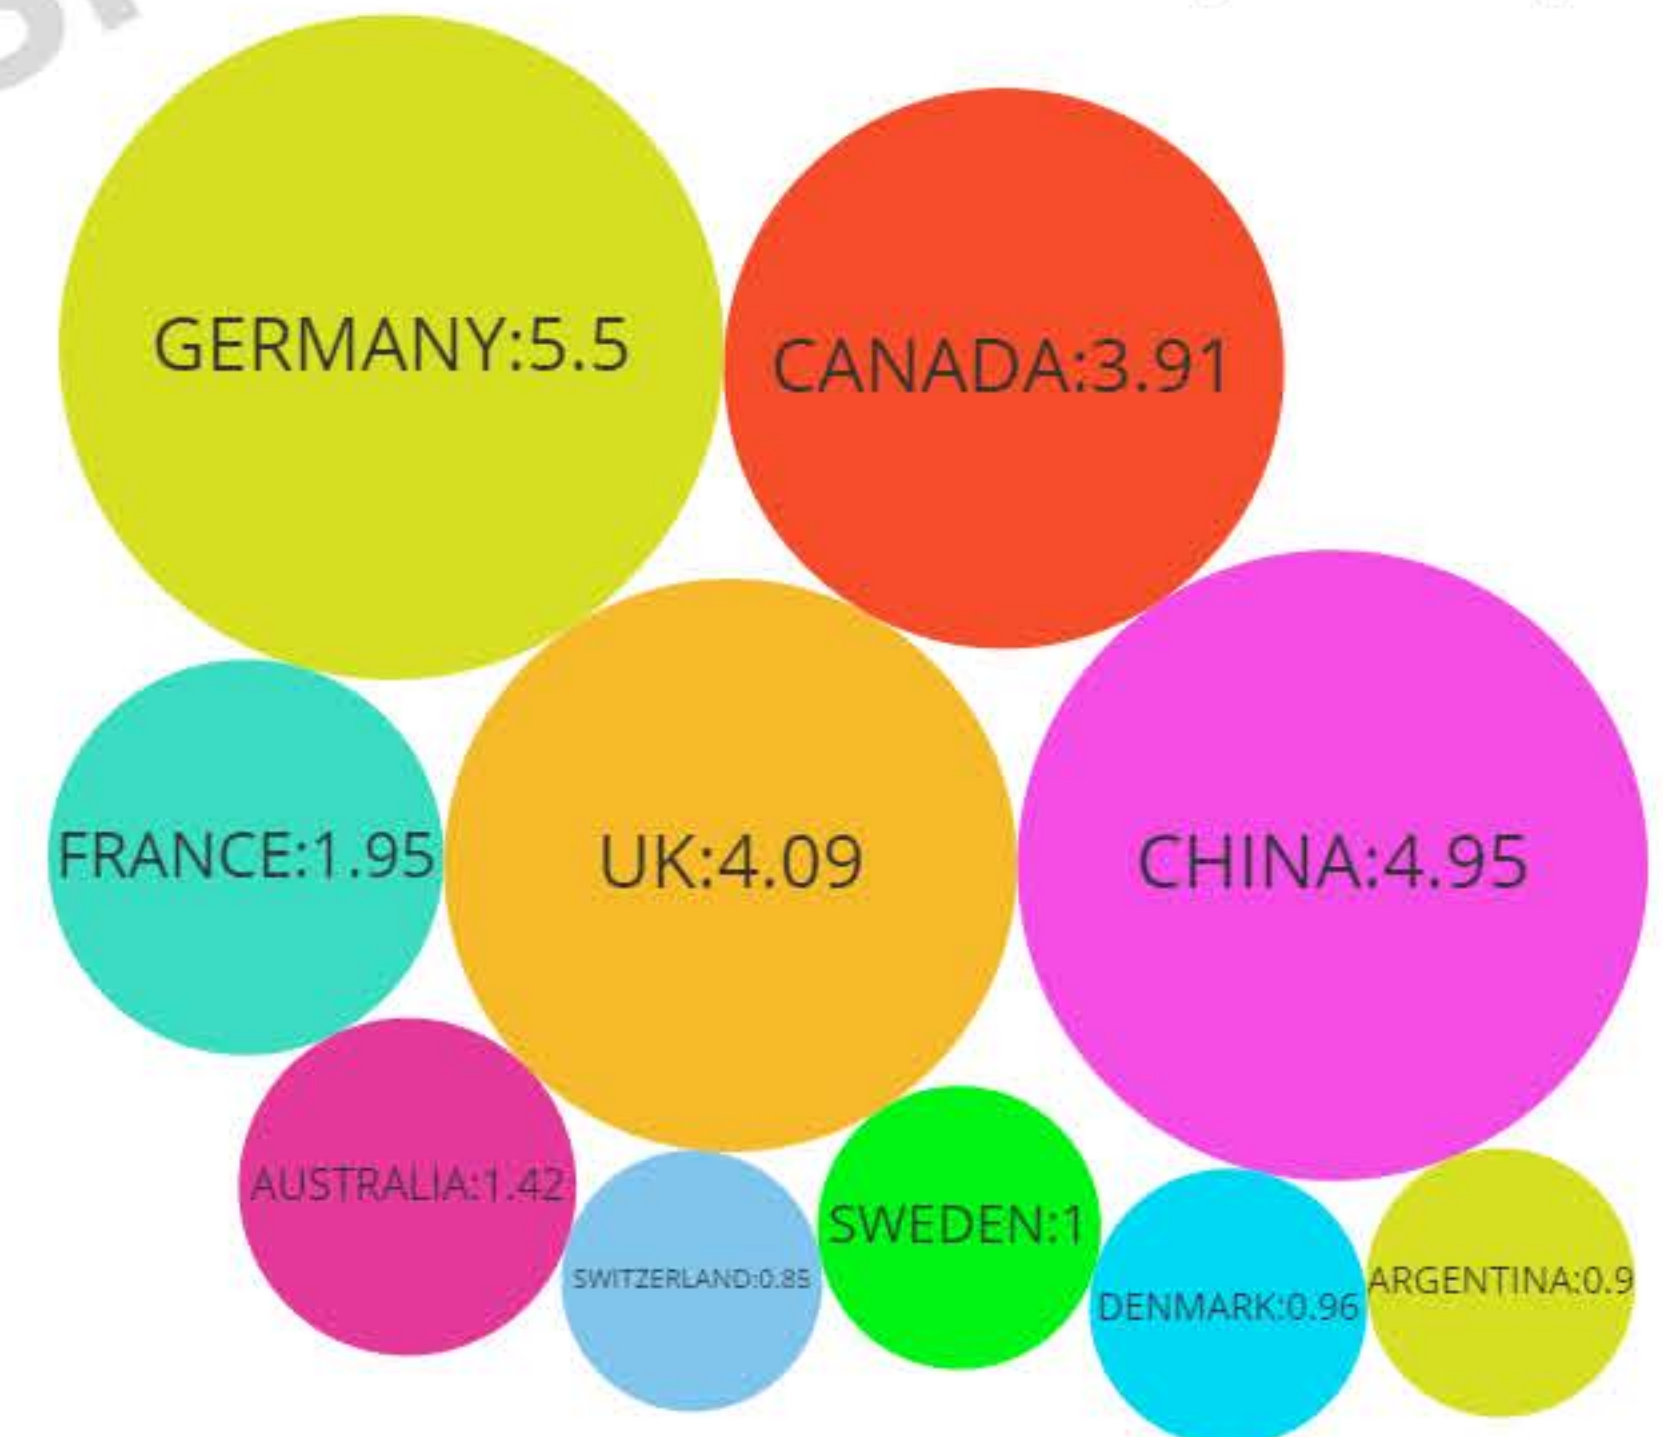 GERMANY:5.5
CANADA:3.91
FRANCE:1.95
UK:4.09
CHINA:4.95
AUSTRALIA:1.42
SWITZERLAND:0.85
SWEDEN:1
DENMARK:0.96
ARGENTINA:0.9